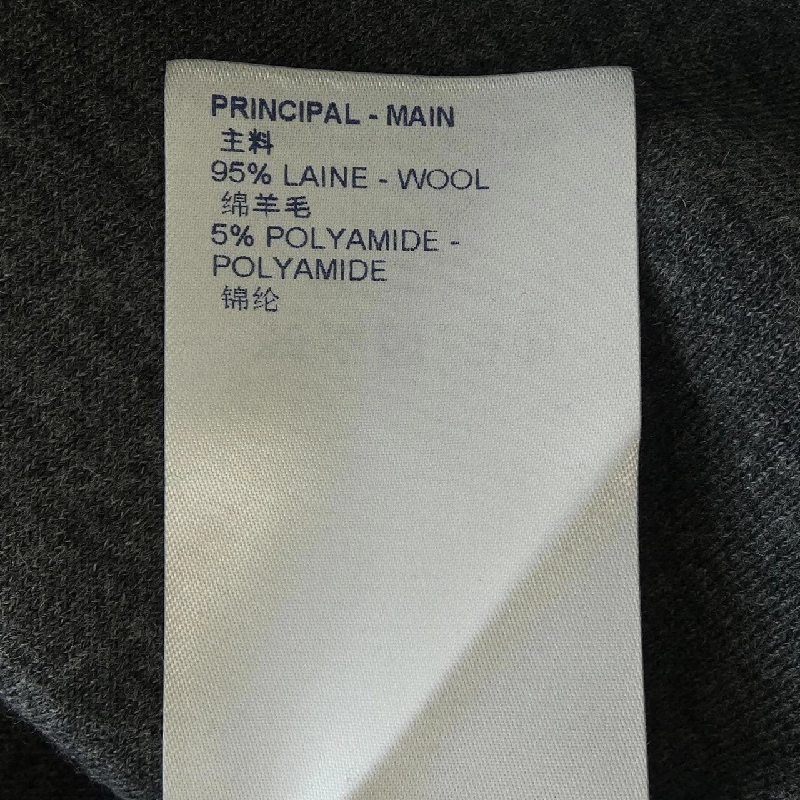 PRINCIPAL - MAIN
主料
95% LAINE - WOOL
绵羊毛
5% POLYAMIDE -
POLYAMIDE
锦纶